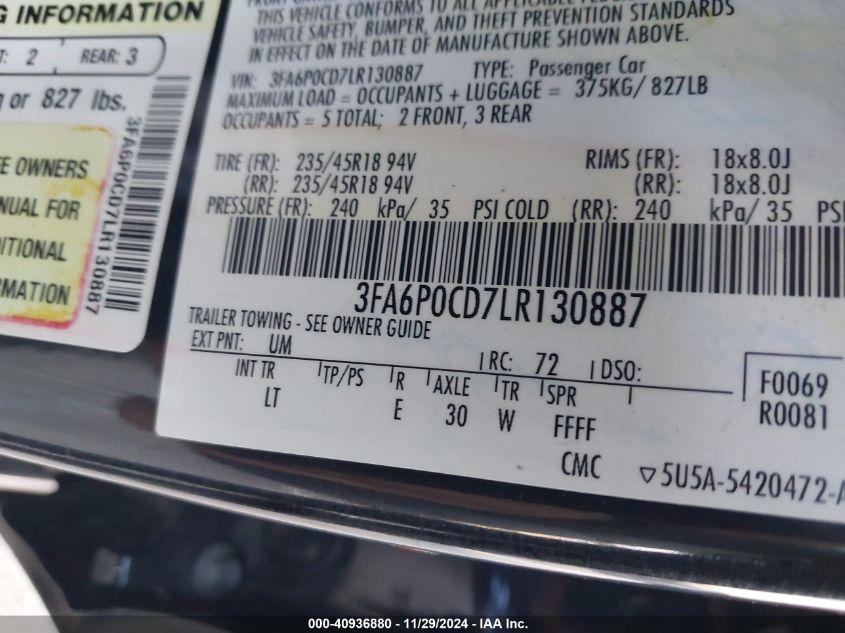 G INFORMATION
T: 2 REAR: 3
or 827 lbs.
EE OWNERS
NUAL FOR
DITIONAL
RMATION
3FA6P0CD7LR130887
THIS VEHICLE CONFORMS TO ALL APPLICABLE
VEHICLE SAFETY, BUMPER, AND THEFT PREVENTION STANDARDS
IN EFFECT ON THE DATE OF MANUFACTURE SHOWN ABOVE.
VIN: 3FA6P0CD7LR130887 TYPE: Passenger Car
MAXIMUM LOAD = OCCUPANTS + LUGGAGE = 375KG/ 827LB
OCCUPANTS = 5 TOTAL; 2 FRONT, 3 REAR
TIRE (FR): 235/45R18 94V RIMS (FR): 18x8.0J
(RR): 235/45R18 94V (RR): 18x8.0J
PRESSURE (FR): 240 kPa/ 35 PSI COLD (RR): 240 kPa/ 35 PSI
3FA6P0CD7LR130887
TRAILER TOWING - SEE OWNER GUIDE
EXT PNT: UM RC: 72 DSO:
INT TR TP/PS R AXLE TR SPR
LT E 30 W FFFF
F0069
R0081
CMC ▽5U5A-5420472-A
000-40936880 - 11/29/2024 - IAA Inc.